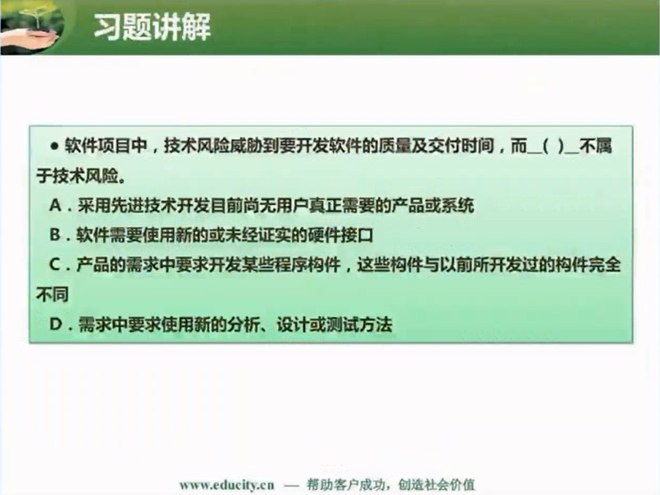 习题讲解
● 软件项目中，技术风险威胁到要开发软件的质量及交付时间，而__( )__不属
于技术风险。
A．采用先进技术开发目前尚无用户真正需要的产品或系统
B．软件需要使用新的或未经证实的硬件接口
C．产品的需求中要求开发某些程序构件，这些构件与以前所开发过的构件完全
不同
D．需求中要求使用新的分析、设计或测试方法
www.educity.cn — 帮助客户成功，创造社会价值